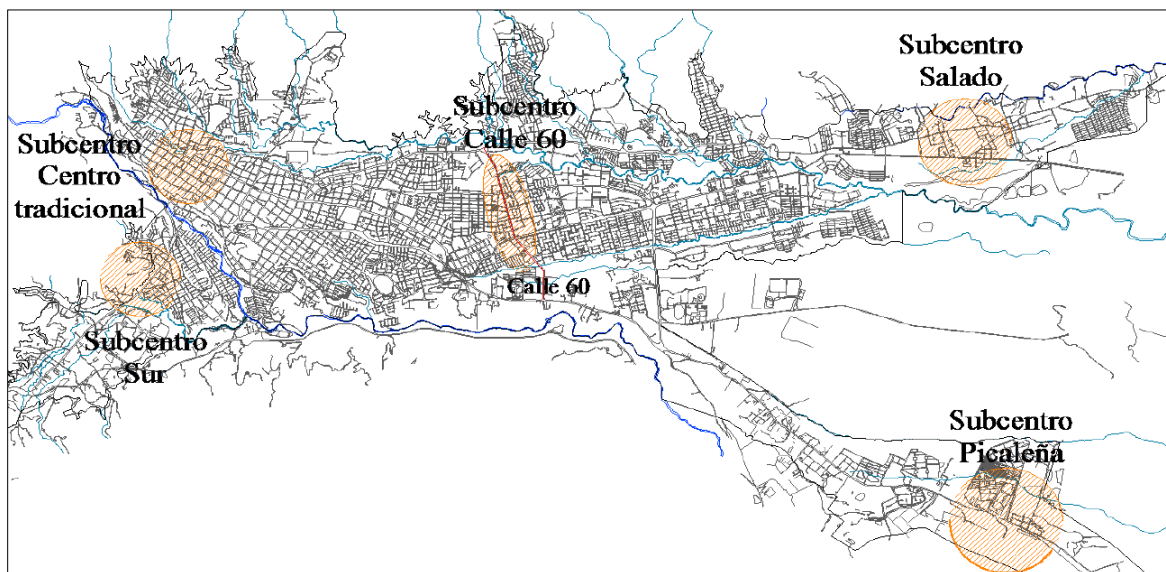 Subcentro
Centro
tradicional
Subcentro
Sur
Subcentro
Calle 60
Calle 60
Subcentro
Salado
Subcentro
Picaleña